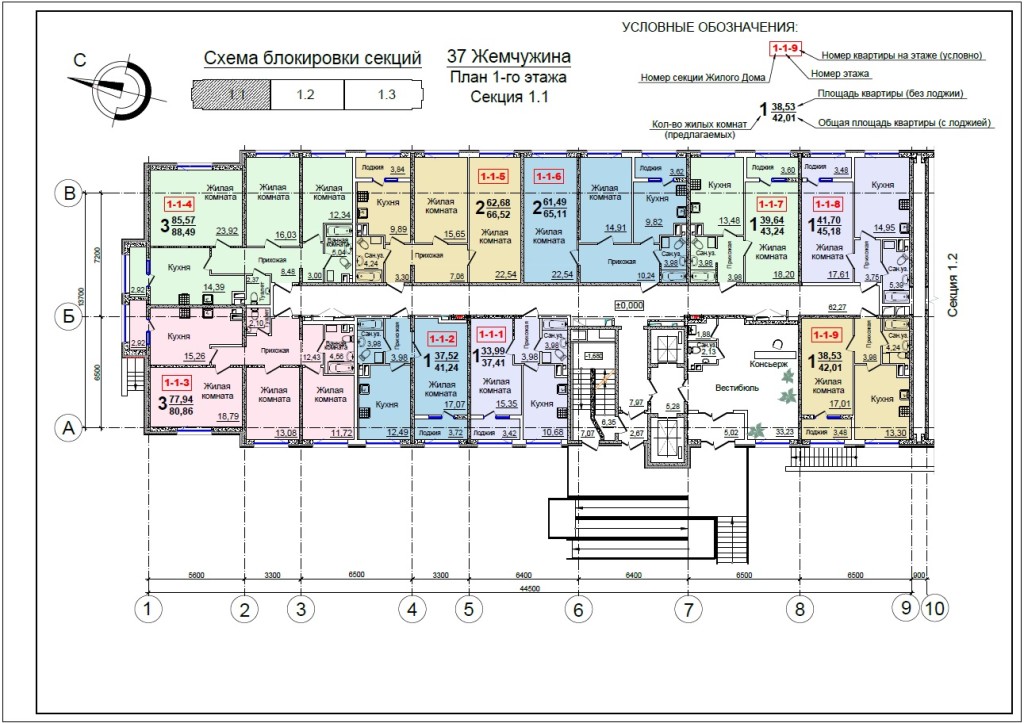 УСЛОВНЫЕ ОБОЗНАЧЕНИЯ:
1-1-9
Номер квартиры на этаже (условно)
Номер этажа
Номер секции Жилого Дома
Площадь квартиры (без лоджии)
1 38,53
42,01
Общая площадь квартиры (с лоджией)
Кол-во жилых комнат
(предлагаемых)
С
Схема блокировки секций
1.1
1.2
1.3
37 Жемчужина
План 1-го этажа
Секция 1.1
В
Б
А
7200
13700
6500
Секция 1.2
1-1-4
3 85,57
88,49
Жилая
комната
23,92
Жилая
комната
16,03
Жилая
комната
12,34
Ванная
комната
5,04
Кухня
14,39
Прихожая
8,48
3,00
Туалет
2,37
2,92
Лоджия
3,84
Кухня
9,89
Сан.уз.
4,24
3,30
Прихожая
7,06
Жилая
комната
15,65
1-1-5
2 62,68
66,52
Жилая
комната
22,54
1-1-6
2 61,49
65,11
Жилая
комната
22,54
Жилая
комната
14,91
Лоджия
3,62
Кухня
9,82
Прихожая
10,24
Сан.уз.
3,98
Кухня
13,48
Сан.уз.
3,98
Прихожая
3,98
Лоджия
3,60
1-1-7
1 39,64
43,24
Жилая
комната
18,20
Лоджия
3,48
1-1-8
1 41,70
45,18
Жилая
комната
17,61
Кухня
14,95
Прихожая
3,75
Сан.уз.
5,39
±0,000
62,27
2,92
Кухня
15,26
2,10
Прихожая
12,43
Ванная
комната
4,56
1-1-3
3 77,94
80,86
Жилая
комната
18,79
Жилая
комната
13,08
Жилая
комната
11,72
Сан.уз.
3,98
Прихожая
3,98
Кухня
12,49
1-1-2
1 37,52
41,24
Жилая
комната
17,07
Лоджия 3,72
1-1-1
1 33,99
37,41
Жилая
комната
15,35
Лоджия 3,42
Прихожая
3,98
Сан.уз.
3,98
Кухня
10,68
-1,680
7,07
6,35
7,97
2,67
5,28
1,88
Сан.уз.
2,13
Консьерж
Вестибюль
5,02
33,23
1-1-9
1 38,53
42,01
Жилая
комната
17,01
Лоджия 3,48
Прихожая
3,98
Сан.уз.
4,24
Кухня
13,30
5600
3300
6500
3300
6400
6400
6500
6500
900
44500
1
2
3
4
5
6
7
8
9
10